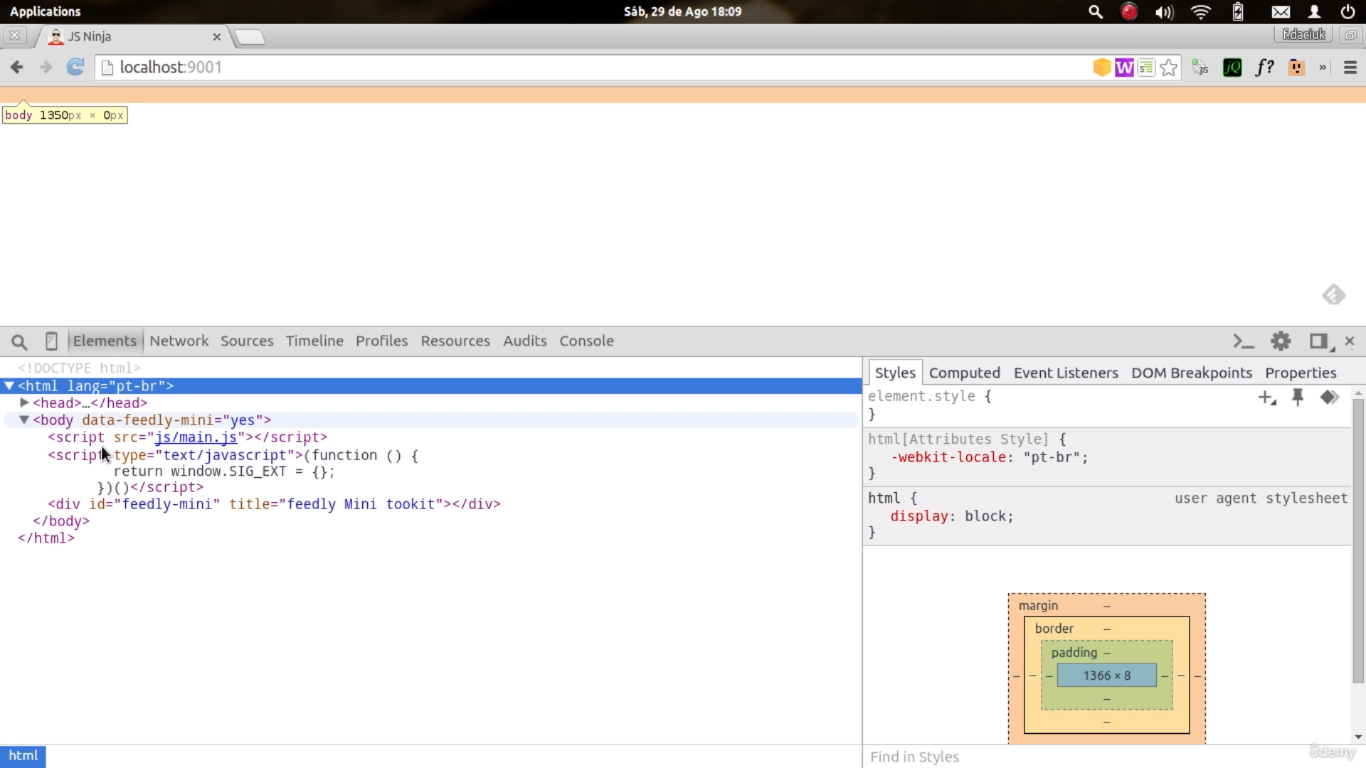 Applications
Sáb, 29 de Ago 18:09
JS Ninja
f.daciuk
localhost:9001
W
js
jQ
f?
»
body 1350px × 0px
Elements Network Sources Timeline Profiles Resources Audits Console
<!DOCTYPE html>
<html lang="pt-br">
<head>…</head>
<body data-feedly-mini="yes">
<script src="js/main.js"></script>
<script type="text/javascript">(function () {
return window.SIG_EXT = {};
})()</script>
<div id="feedly-mini" title="feedly Mini tookit"></div>
</body>
</html>
html
Styles Computed Event Listeners DOM Breakpoints Properties
element.style {
}
html[Attributes Style] {
-webkit-locale: "pt-br";
}
html { user agent stylesheet
display: block;
}
margin –
border –
padding –
– – – 1366 × 8 – – –
–
–
Find in Styles
ûdemy